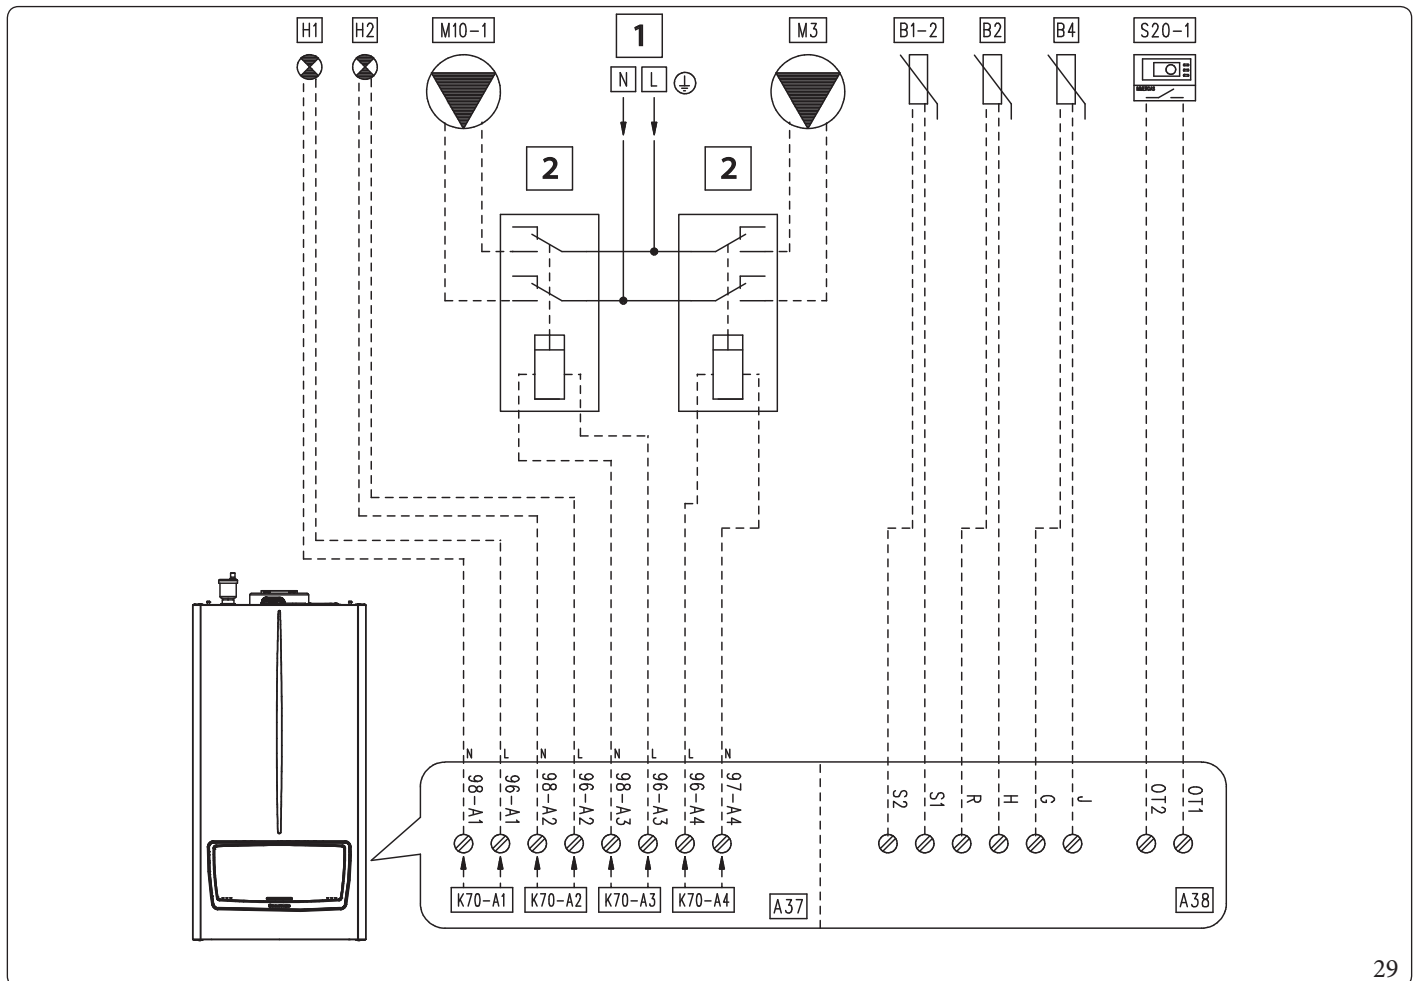 H1 H2 M10-1 1 M3 B1-2 B2 B4 S20-1
N L
2 2
N L N L N L L N
98-A1 96-A1 98-A2 96-A2 98-A3 96-A3 96-A4 97-A4 S2 S1 R H G J OT2 OT1
K70-A1 K70-A2 K70-A3 K70-A4 A37 A38
29